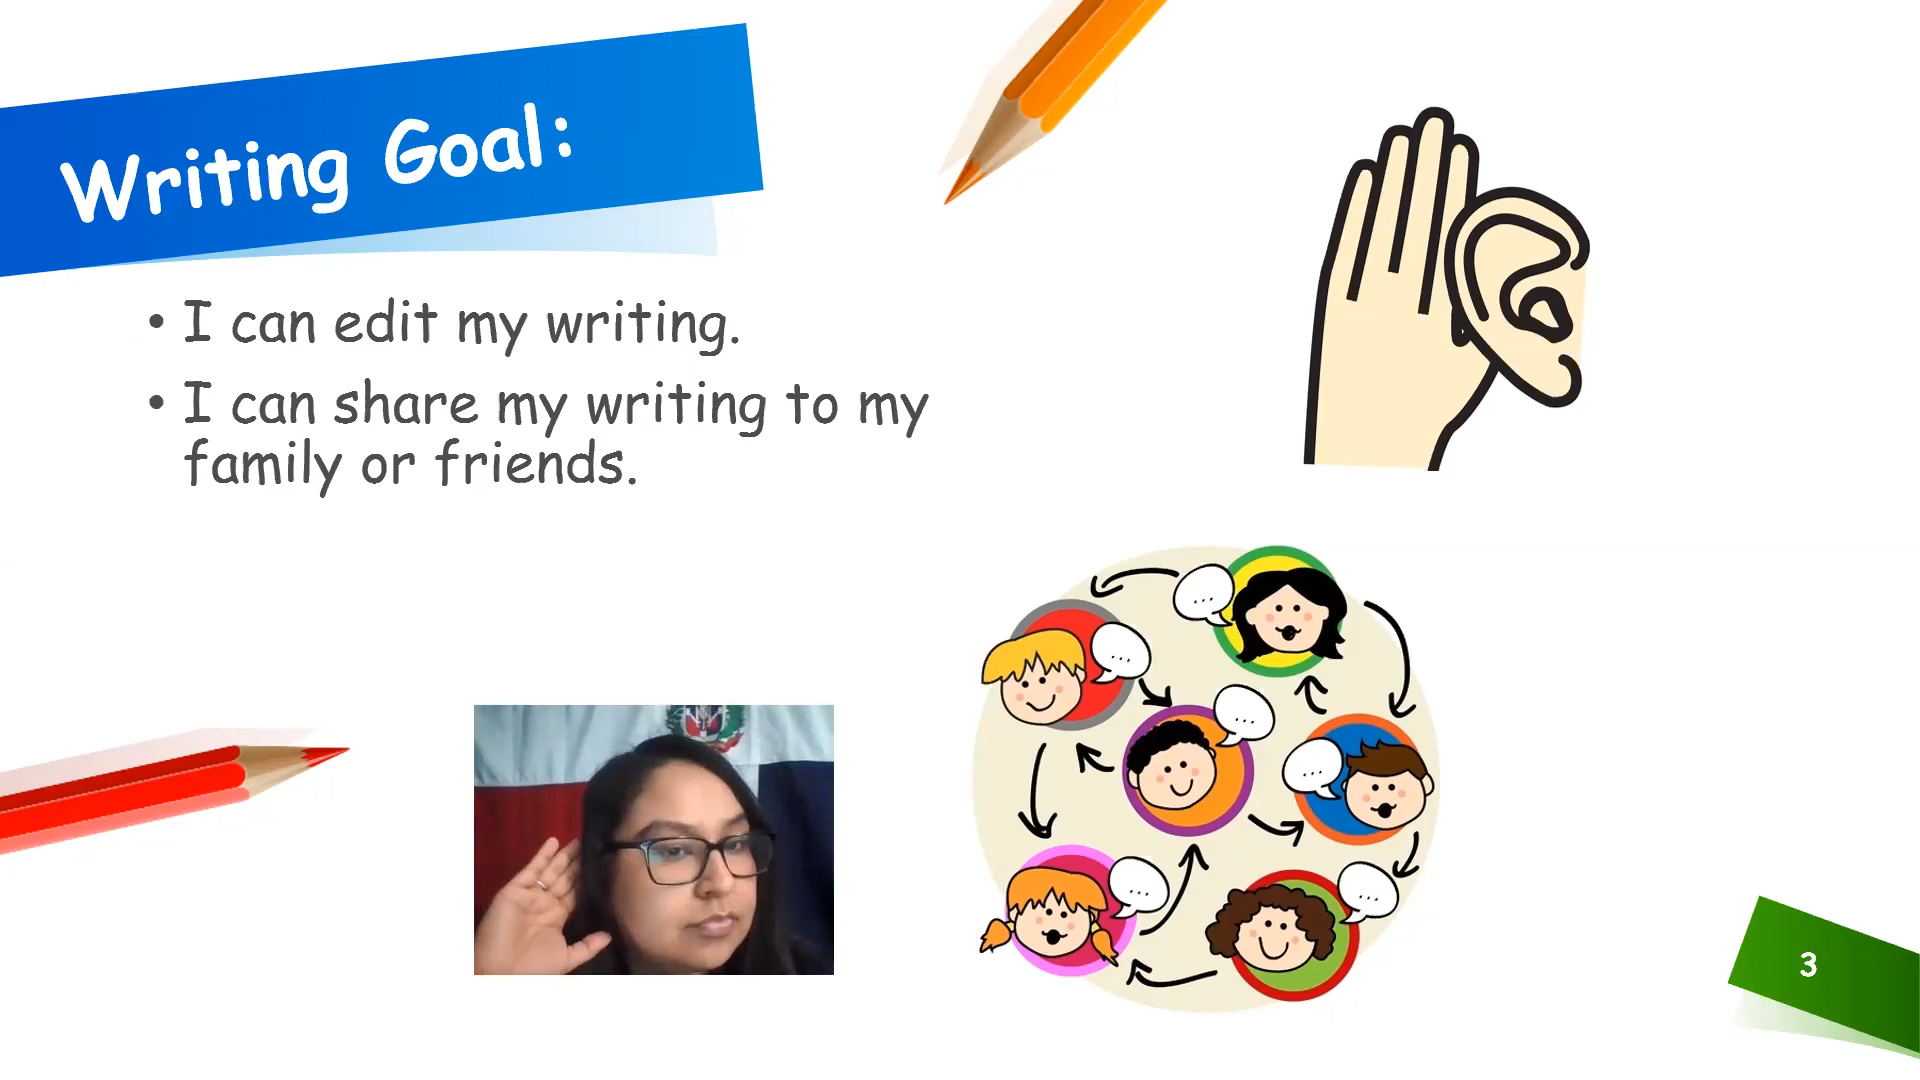 Writing Goal:
• I can edit my writing.
• I can share my writing to my
family or friends.
3